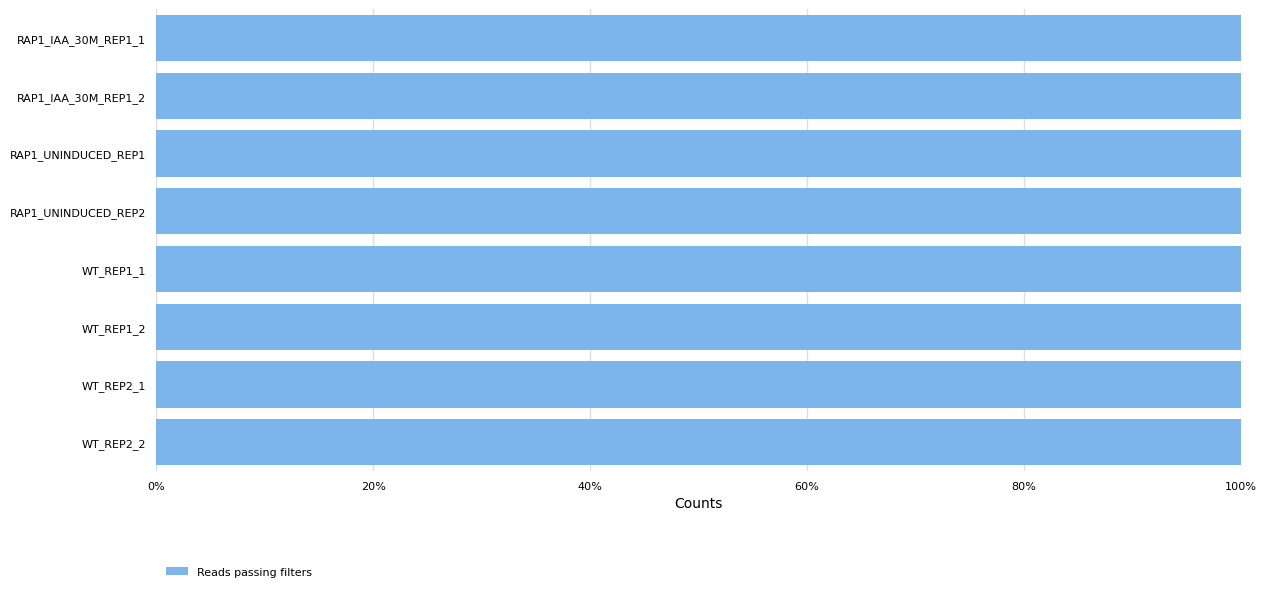 RAP1_IAA_30M_REP1_1
RAP1_IAA_30M_REP1_2
RAP1_UNINDUCED_REP1
RAP1_UNINDUCED_REP2
WT_REP1_1
WT_REP1_2
WT_REP2_1
WT_REP2_2
0% 20% 40% 60% 80% 100%
Counts
Reads passing filters